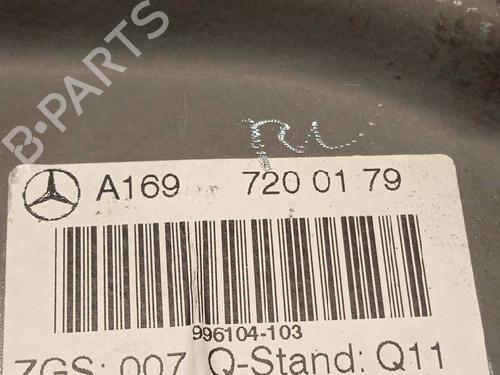 B-PARTS
A169 720 01 79
996104-103
ZGS: 007 Q-Stand: Q11